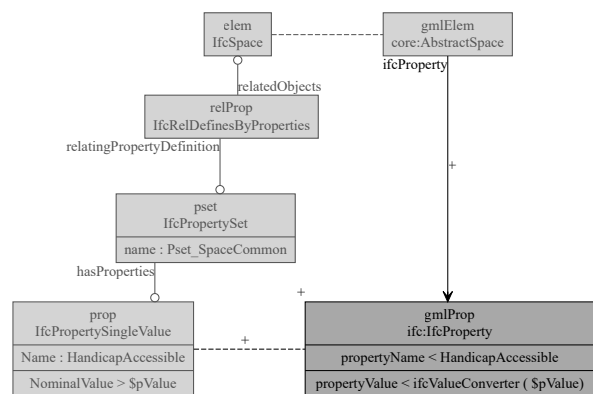 elem
IfcSpace
gmlElem
core:AbstractSpace
ifcProperty
relatedObjects
relProp
IfcRelDefinesByProperties
relatingPropertyDefinition
+
pset
IfcPropertySet
name : Pset_SpaceCommon
hasProperties
+
prop
IfcPropertySingleValue
Name : HandicapAccessible
NominalValue > $pValue
+
gmlProp
ifc:IfcProperty
propertyName < HandicapAccessible
propertyValue < ifcValueConverter ( $pValue)